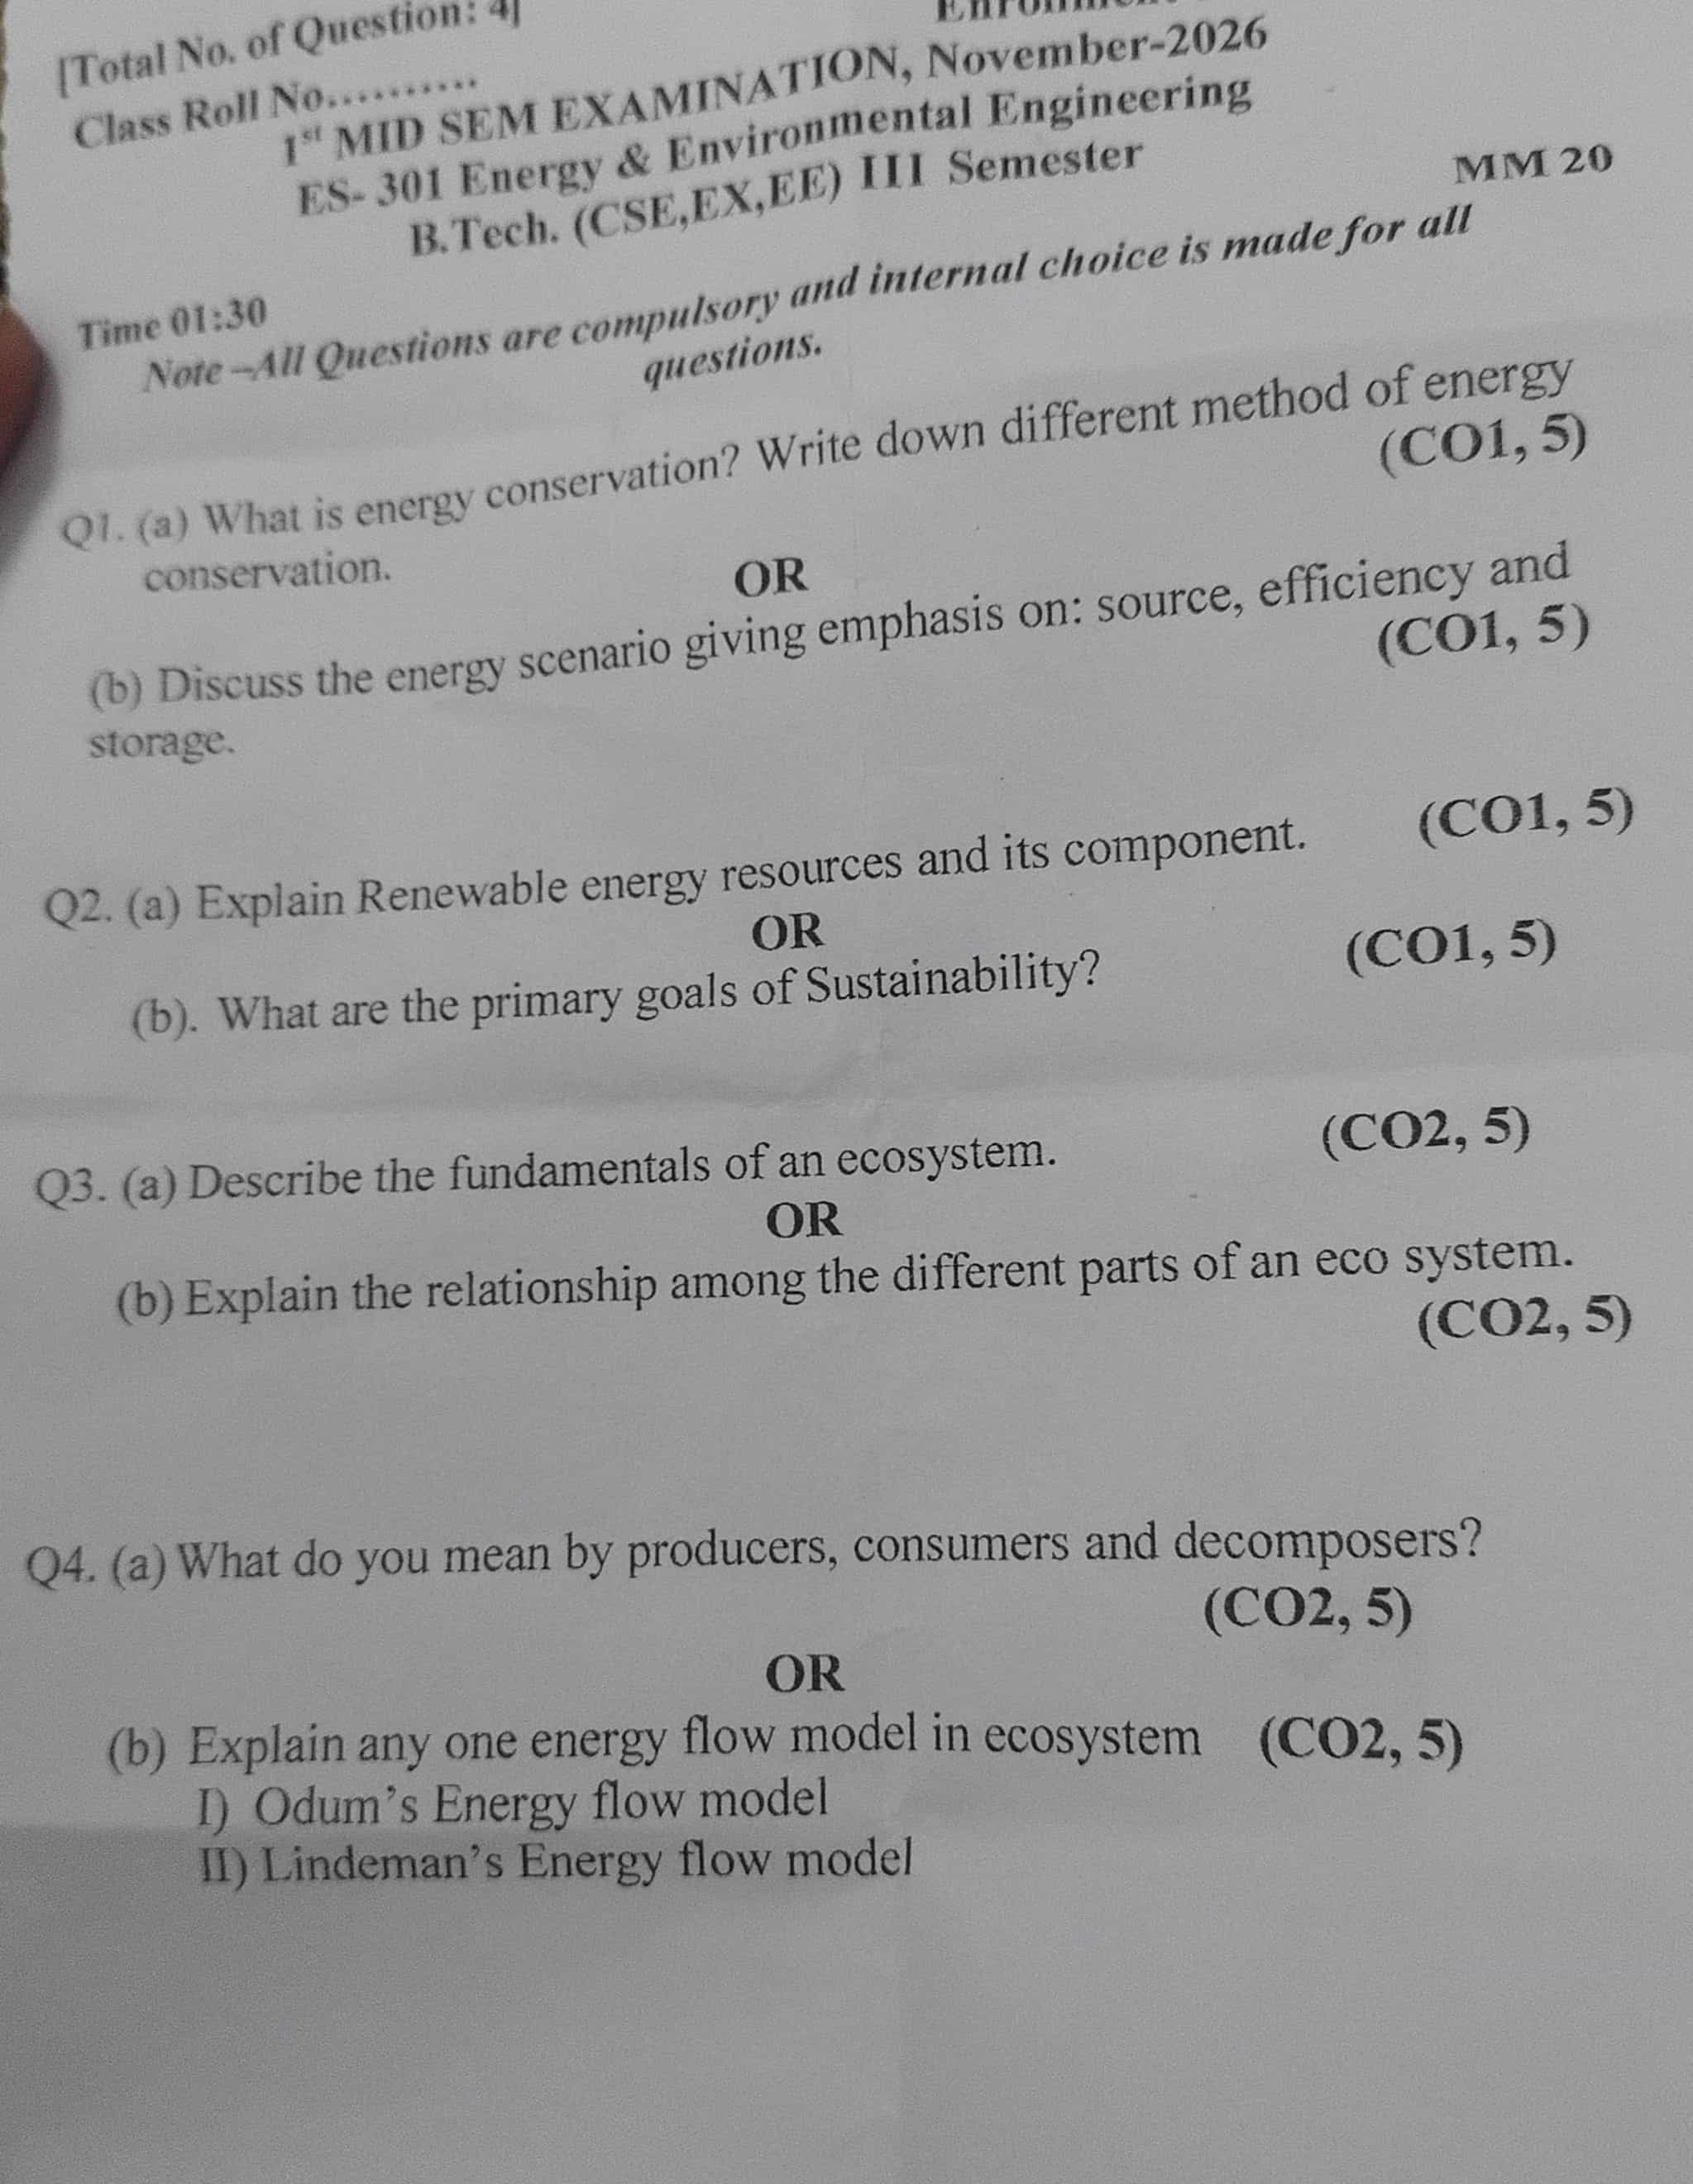 [Total No. of Question: 4]
Class Roll No..........
1st MID SEM EXAMINATION, November-2026
ES- 301 Energy & Environmental Engineering
B.Tech. (CSE,EX,EE) III Semester
MM 20
Time 01:30
Note –All Questions are compulsory and internal choice is made for all
questions.
Q1. (a) What is energy conservation? Write down different method of energy
conservation.
(CO1, 5)
OR
(b) Discuss the energy scenario giving emphasis on: source, efficiency and
storage.
(CO1, 5)
Q2. (a) Explain Renewable energy resources and its component. (CO1, 5)
OR
(b). What are the primary goals of Sustainability? (CO1, 5)
Q3. (a) Describe the fundamentals of an ecosystem. (CO2, 5)
OR
(b) Explain the relationship among the different parts of an eco system.
(CO2, 5)
Q4. (a) What do you mean by producers, consumers and decomposers?
(CO2, 5)
OR
(b) Explain any one energy flow model in ecosystem (CO2, 5)
I) Odum's Energy flow model
II) Lindeman's Energy flow model